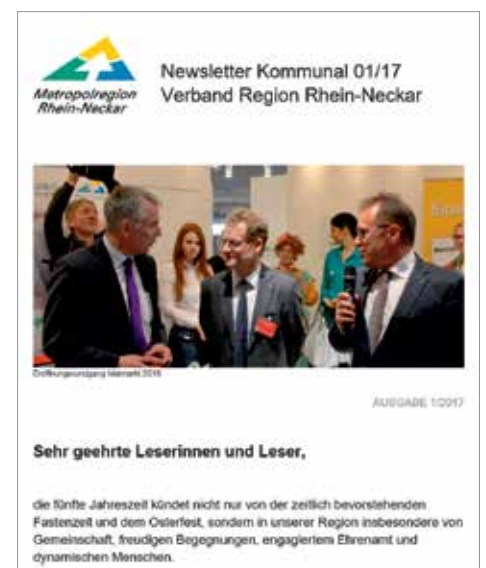 Metropolregion
Rhein-Neckar
Newsletter Kommunal 01/17
Verband Region Rhein-Neckar
Eröffnungsrundgang Maimarkt 2016
AUSGABE 1/2017
Sehr geehrte Leserinnen und Leser,
die fünfte Jahreszeit kündet nicht nur von der zeitlich bevorstehenden
Fastenzeit und dem Osterfest, sondern in unserer Region insbesondere von
Gemeinschaft, freudigen Begegnungen, engagiertem Ehrenamt und
dynamischen Menschen.